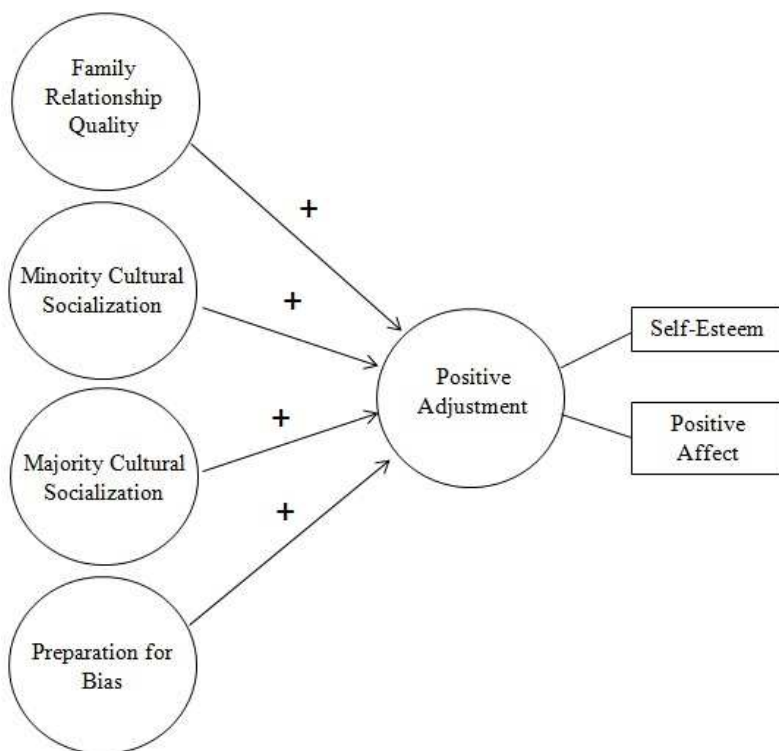 Family
Relationship
Quality
+
Minority Cultural
Socialization
+
Self-Esteem
Positive
Adjustment
Positive
Affect
+
Majority Cultural
Socialization
+
Preparation for
Bias